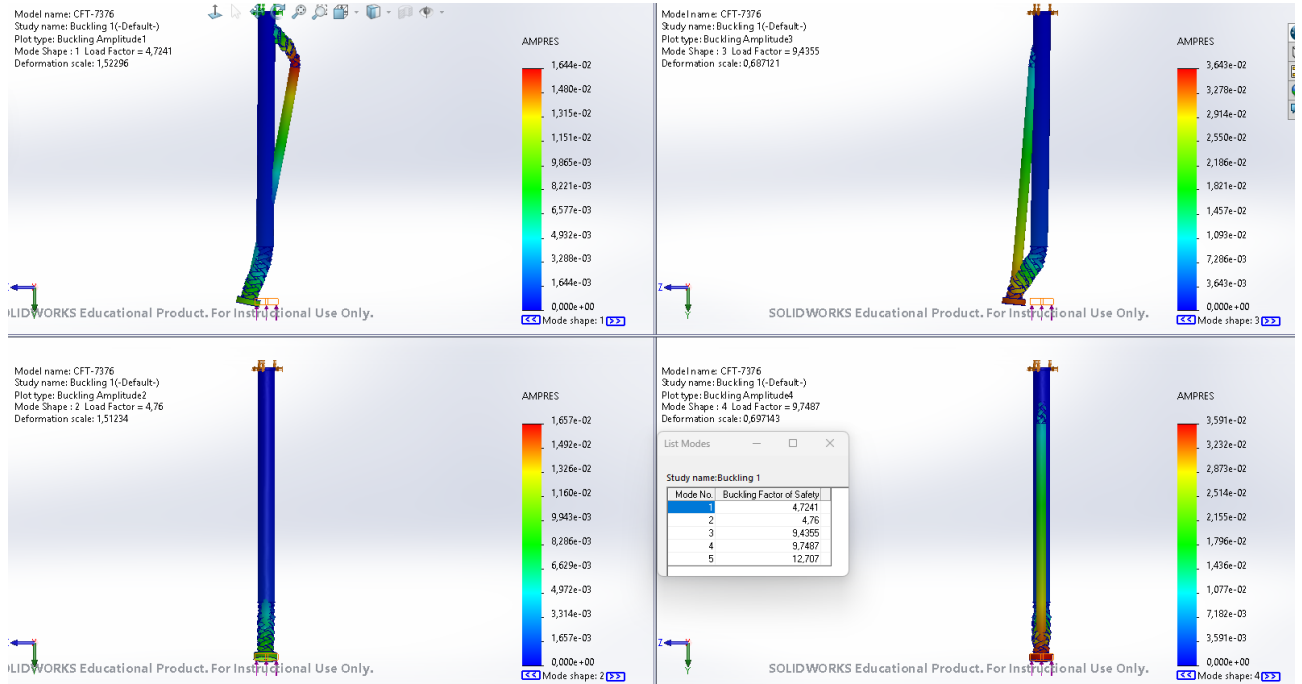 Model name: CFT-7376
Study name: Buckling 1(-Default-)
Plot type: Buckling Amplitude1
Mode Shape : 1 Load Factor = 4,7241
Deformation scale: 1,52296
AMPRES
1,644e-02
1,480e-02
1,315e-02
1,151e-02
9,865e-03
8,221e-03
6,577e-03
4,932e-03
3,288e-03
1,644e-03
0,000e+00
Z
LIDWORKS Educational Product. For Instructional Use Only.
<< Mode shape: 1 >>
Model name: CFT-7376
Study name: Buckling 1(-Default-)
Plot type: Buckling Amplitude3
Mode Shape : 3 Load Factor = 9,4355
Deformation scale: 0,687121
AMPRES
3,643e-02
3,278e-02
2,914e-02
2,550e-02
2,186e-02
1,821e-02
1,457e-02
1,093e-02
7,286e-03
3,643e-03
0,000e+00
Z
Y
SOLIDWORKS Educational Product. For Instructional Use Only.
<< Mode shape: 3 >>
Model name: CFT-7376
Study name: Buckling 1(-Default-)
Plot type: Buckling Amplitude2
Mode Shape : 2 Load Factor = 4,76
Deformation scale: 1,51234
AMPRES
1,657e-02
1,492e-02
1,326e-02
1,160e-02
9,943e-03
8,286e-03
6,629e-03
4,972e-03
3,314e-03
1,657e-03
0,000e+00
LIDWORKS Educational Product. For Instructional Use Only.
<< Mode shape: 2 >>
Model name: CFT-7376
Study name: Buckling 1(-Default-)
Plot type: Buckling Amplitude4
Mode Shape : 4 Load Factor = 9,7487
Deformation scale: 0,697143
List Modes
Study name:Buckling 1
Mode No. Buckling Factor of Safety
1 4,7241
2 4,76
3 9,4355
4 9,7487
5 12,707
AMPRES
3,591e-02
3,232e-02
2,873e-02
2,514e-02
2,155e-02
1,796e-02
1,436e-02
1,077e-02
7,182e-03
3,591e-03
0,000e+00
Z
Y
SOLIDWORKS Educational Product. For Instructional Use Only.
<< Mode shape: 4 >>